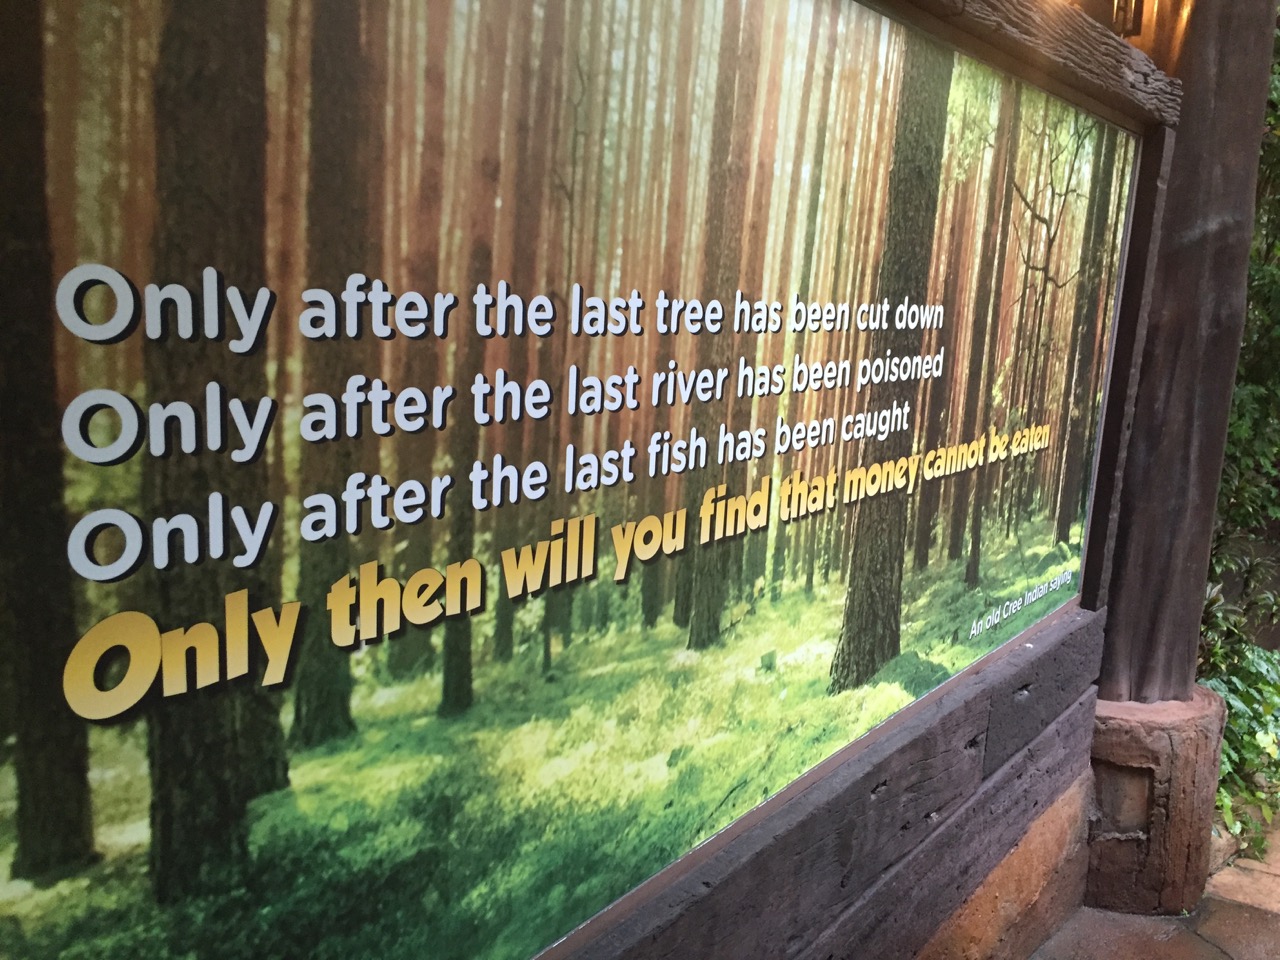 Only after the last tree has been cut down
Only after the last river has been poisoned
Only after the last fish has been caught
Only then will you find that money cannot be eaten
An old Cree Indian saying